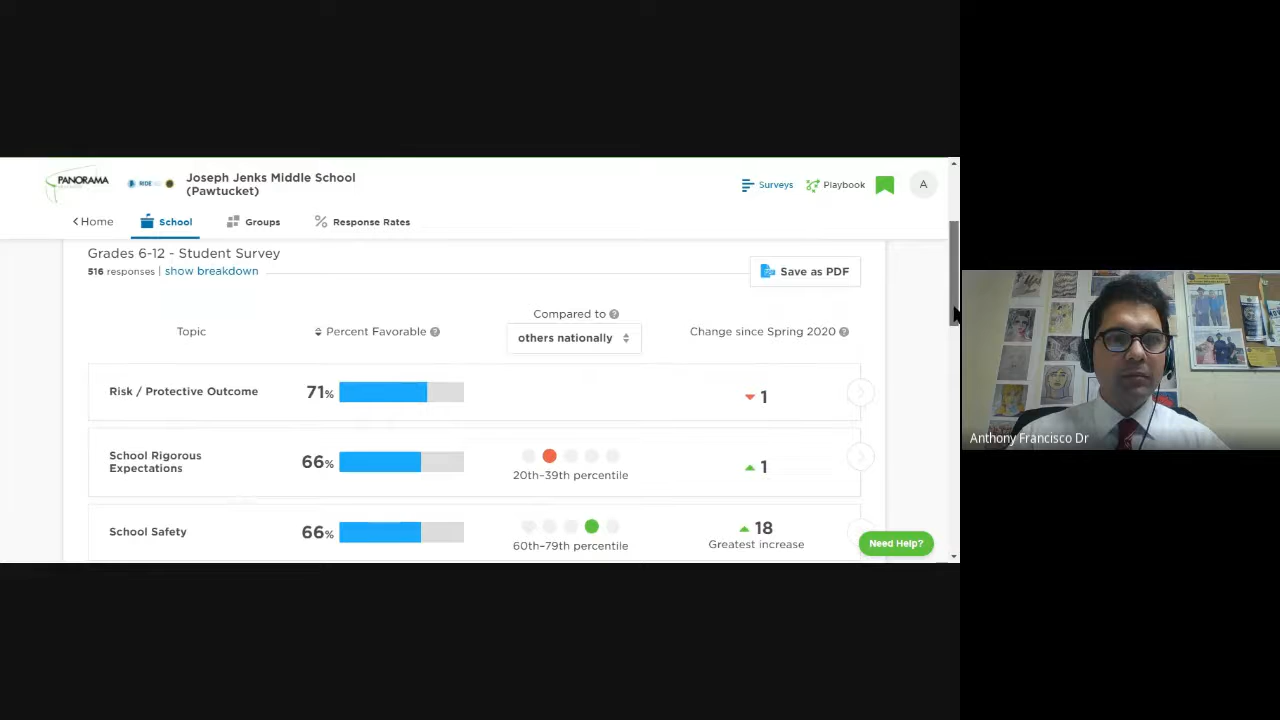 PANORAMA
RIDE
Joseph Jenks Middle School
(Pawtucket)
Surveys
Playbook
A
Home
School
Groups
Response Rates
Grades 6-12 - Student Survey
516 responses | show breakdown
Save as PDF
Topic
Percent Favorable
Compared to
others nationally
Change since Spring 2020
Risk / Protective Outcome
71%
1
School Rigorous
Expectations
66%
20th–39th percentile
1
School Safety
66%
60th–79th percentile
18
Greatest increase
Need Help?
Anthony Francisco Dr